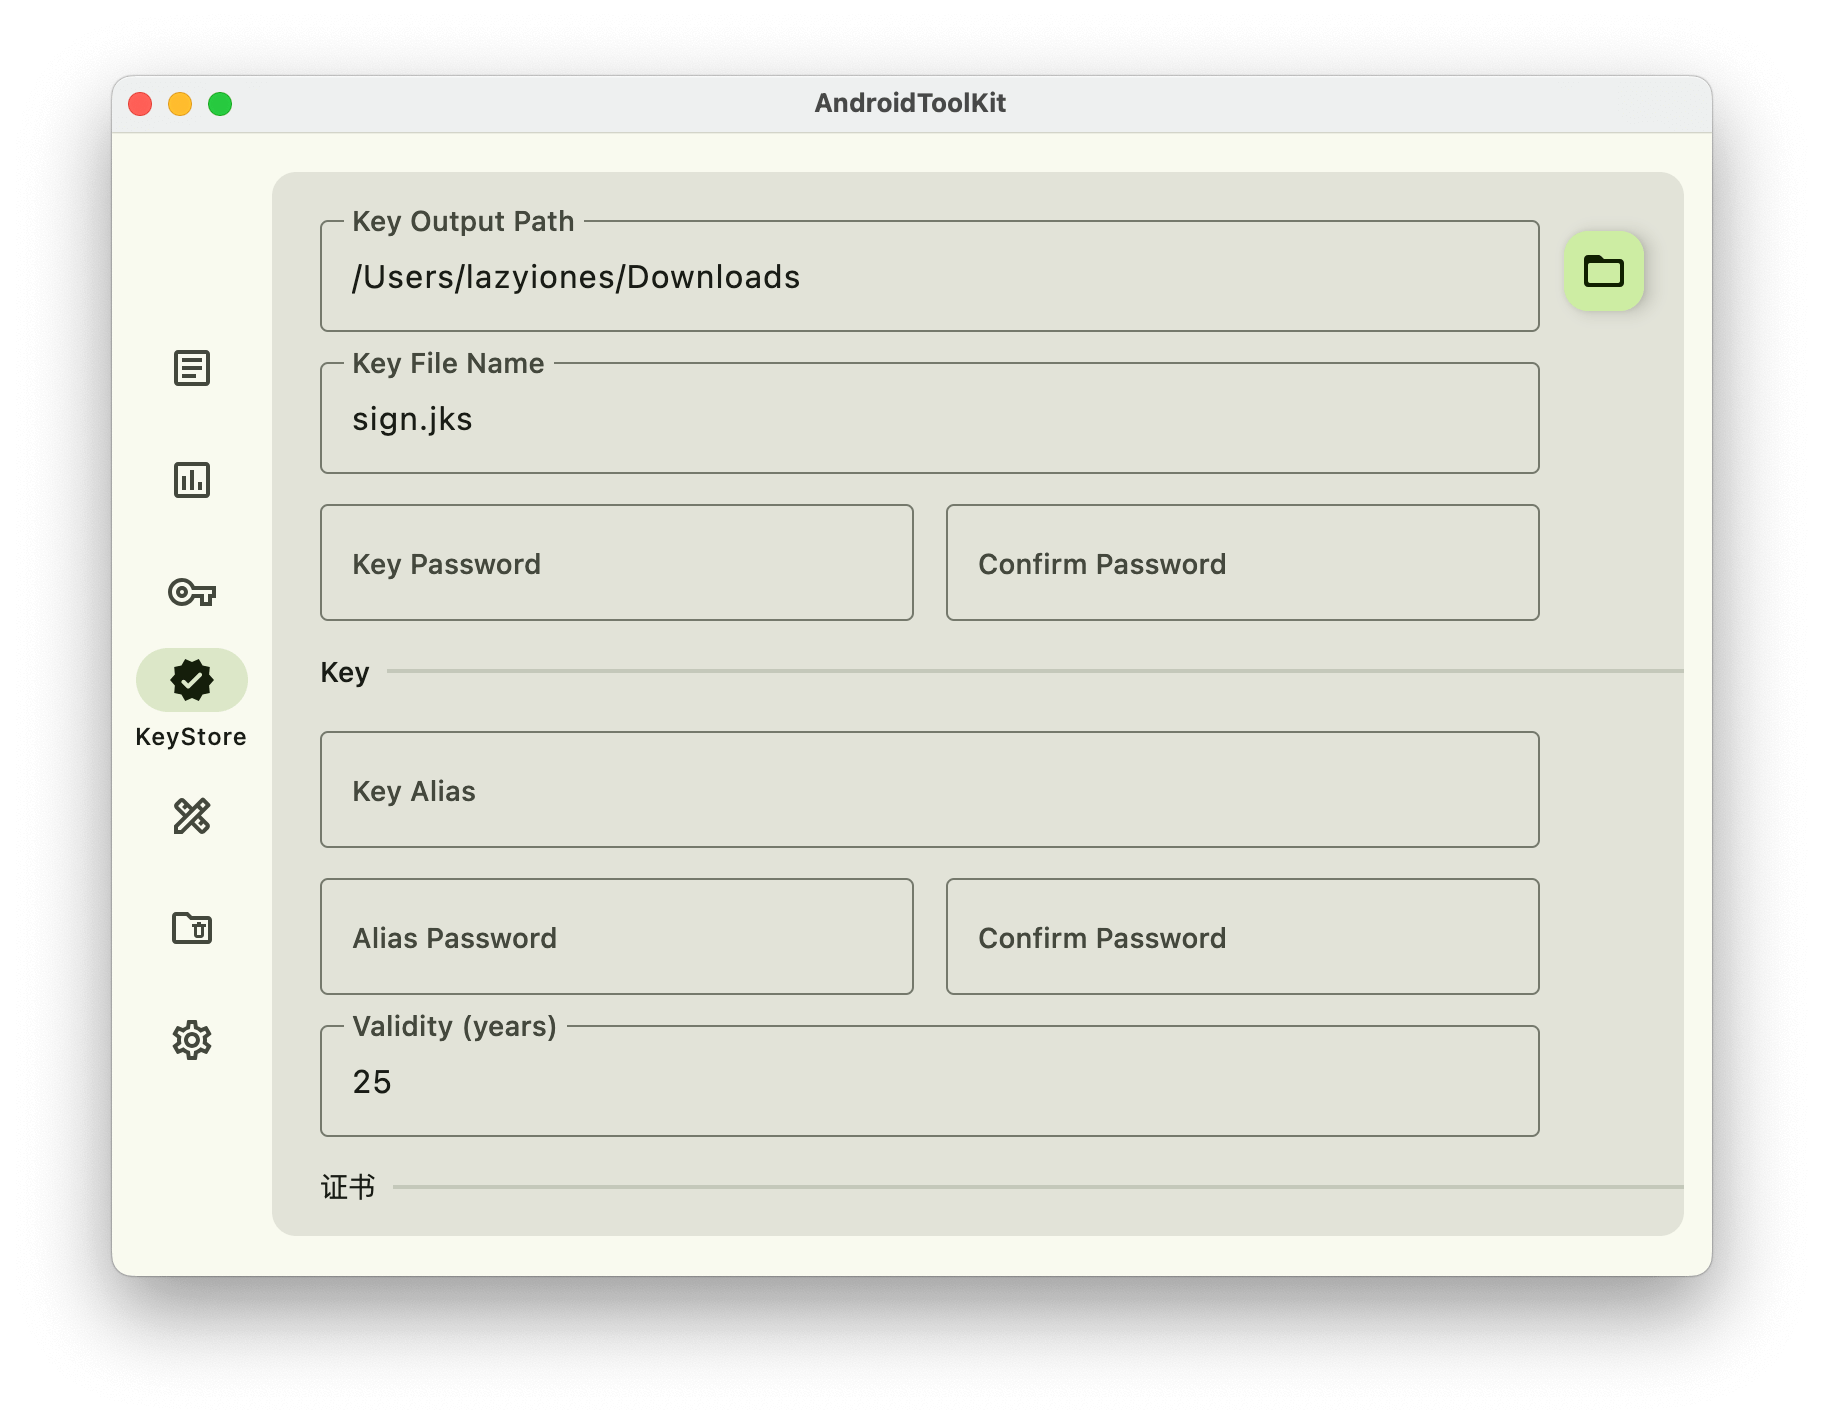 AndroidToolKit
Key Output Path
/Users/lazyiones/Downloads
Key File Name
sign.jks
Key Password
Confirm Password
Key
KeyStore
Key Alias
Alias Password
Confirm Password
Validity (years)
25
证书